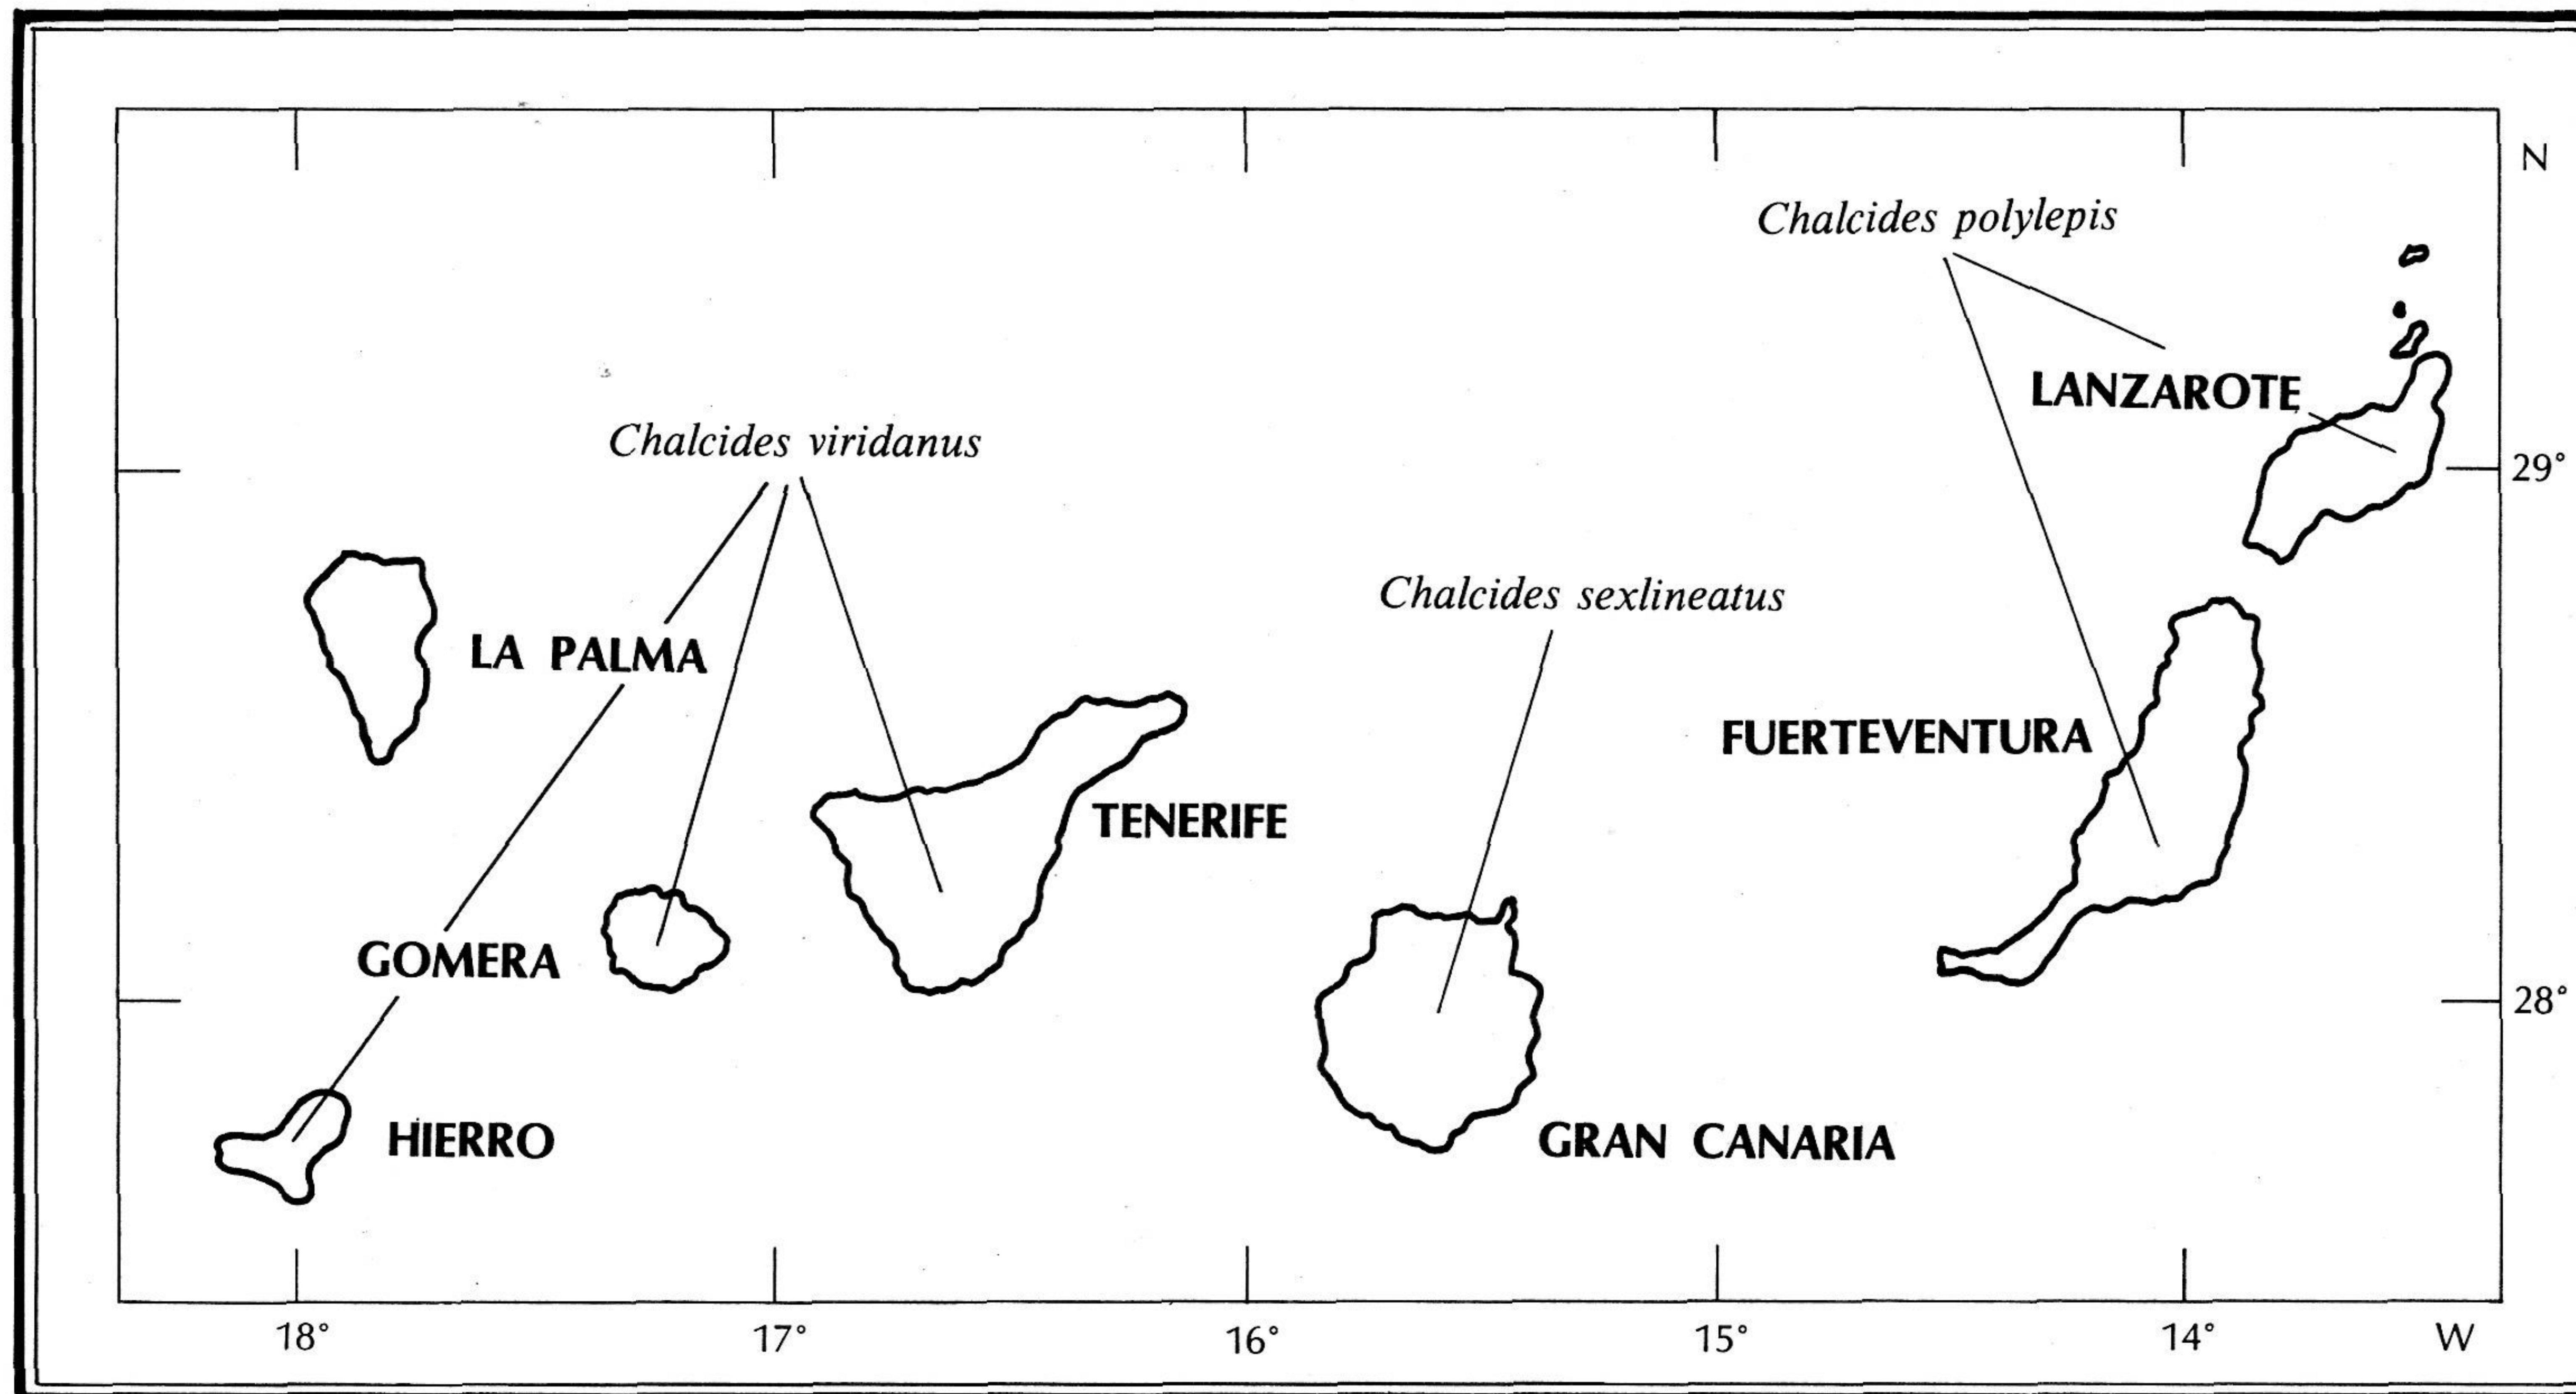 N
Chalcides polylepis
LANZAROTE
Chalcides viridanus
29°
Chalcides sexlineatus
LA PALMA
FUERTEVENTURA
TENERIFE
GOMERA
28°
HIERRO
GRAN CANARIA
18° 17° 16° 15° 14° W